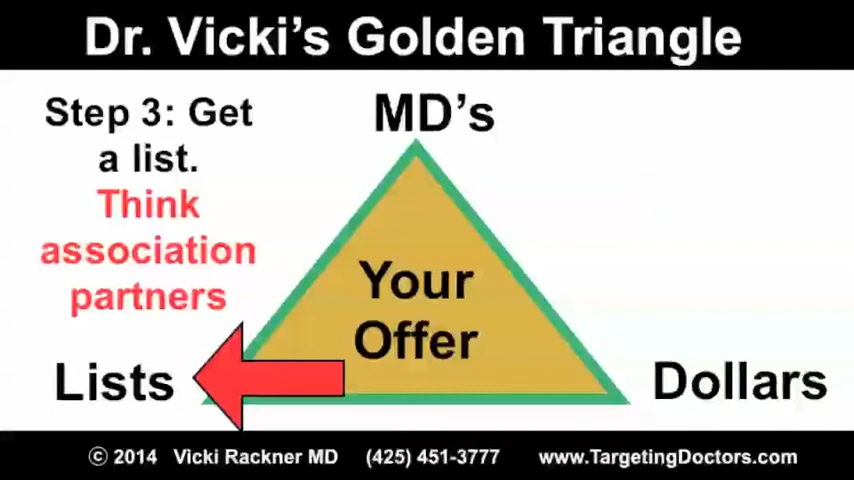 Dr. Vicki's Golden Triangle
Step 3: Get
a list.
Think
association
partners
MD's
Your
Offer
Lists
Dollars
© 2014 Vicki Rackner MD (425) 451-3777 www.TargetingDoctors.com